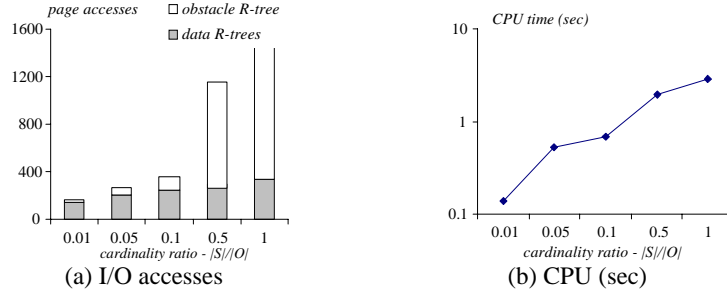 page accesses
obstacle R-tree
data R-trees
1600
1200
800
400
0
0.01 0.05 0.1 0.5 1
cardinality ratio - |S|/|O|
(a) I/O accesses
CPU time (sec)
10
1
0.1
0.01 0.05 0.1 0.5 1
cardinality ratio - |S|/|O|
(b) CPU (sec)